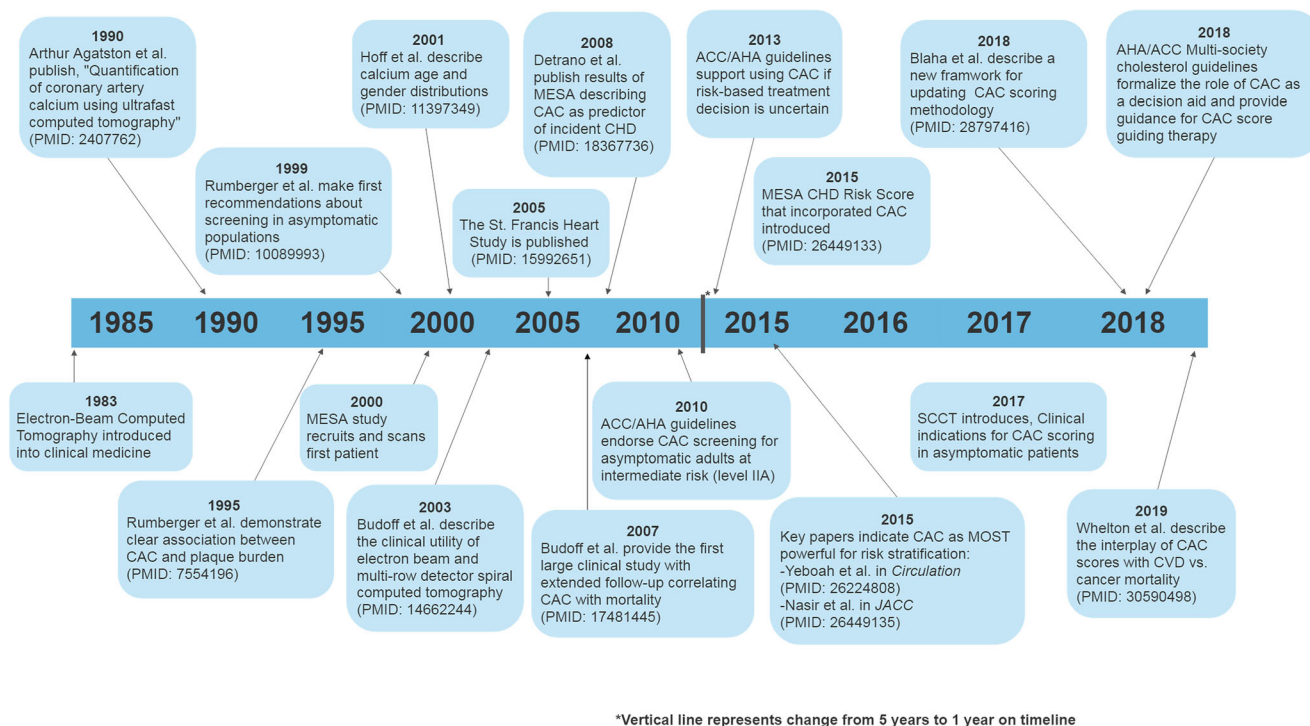 1990
Arthur Agatston et al.
publish, "Quantification
of coronary artery
calcium using ultrafast
computed tomography"
(PMID: 2407762)
1999
Rumberger et al. make first
recommendations about
screening in asymptomatic
populations
(PMID: 10089993)
2001
Hoff et al. describe
calcium age and
gender distributions
(PMID: 11397349)
2005
The St. Francis Heart
Study is published
(PMID: 15992651)
2008
Detrano et al.
publish results of
MESA describing
CAC as predictor
of incident CHD
(PMID: 18367736)
2013
ACC/AHA guidelines
support using CAC if
risk-based treatment
decision is uncertain
2015
MESA CHD Risk Score
that incorporated CAC
introduced
(PMID: 26449133)
2018
Blaha et al. describe a
new framwork for
updating CAC scoring
methodology
(PMID: 28797416)
2018
AHA/ACC Multi-society
cholesterol guidelines
formalize the role of CAC as
a decision aid and provide
guidance for CAC score
guiding therapy
*
1985 1990 1995 2000 2005 2010 2015 2016 2017 2018
1983
Electron-Beam Computed
Tomography introduced
into clinical medicine
1995
Rumberger et al. demonstrate
clear association between
CAC and plaque burden
(PMID: 7554196)
2000
MESA study
recruits and scans
first patient
2003
Budoff et al. describe
the clinical utility of
electron beam and
multi-row detector spiral
computed tomography
(PMID: 14662244)
2007
Budoff et al. provide the first
large clinical study with
extended follow-up correlating
CAC with mortality
(PMID: 17481445)
2010
ACC/AHA guidelines
endorse CAC screening for
asymptomatic adults at
intermediate risk (level IIA)
2015
Key papers indicate CAC as MOST
powerful for risk stratification:
-Yeboah et al. in Circulation
(PMID: 26224808)
-Nasir et al. in JACC
(PMID: 26449135)
2017
SCCT introduces, Clinical
indications for CAC scoring
in asymptomatic patients
2019
Whelton et al. describe
the interplay of CAC
scores with CVD vs.
cancer mortality
(PMID: 30590498)
*Vertical line represents change from 5 years to 1 year on timeline